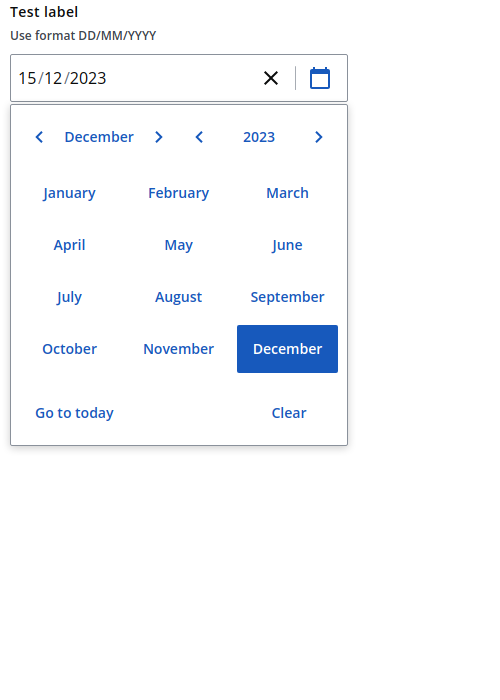 Test label
Use format DD/MM/YYYY
15/12/2023
December 2023
January February March
April May June
July August September
October November December
Go to today Clear